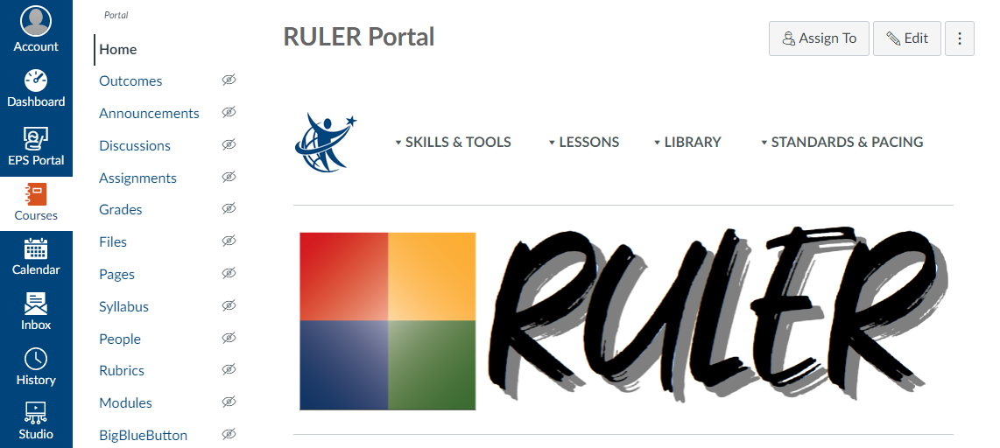 Account
Dashboard
EPS Portal
Courses
Calendar
Inbox
History
Studio
Portal
Home
Outcomes
Announcements
Discussions
Assignments
Grades
Files
Pages
Syllabus
People
Rubrics
Modules
BigBlueButton
RULER Portal
Assign To
Edit
SKILLS & TOOLS
LESSONS
LIBRARY
STANDARDS & PACING
RULER